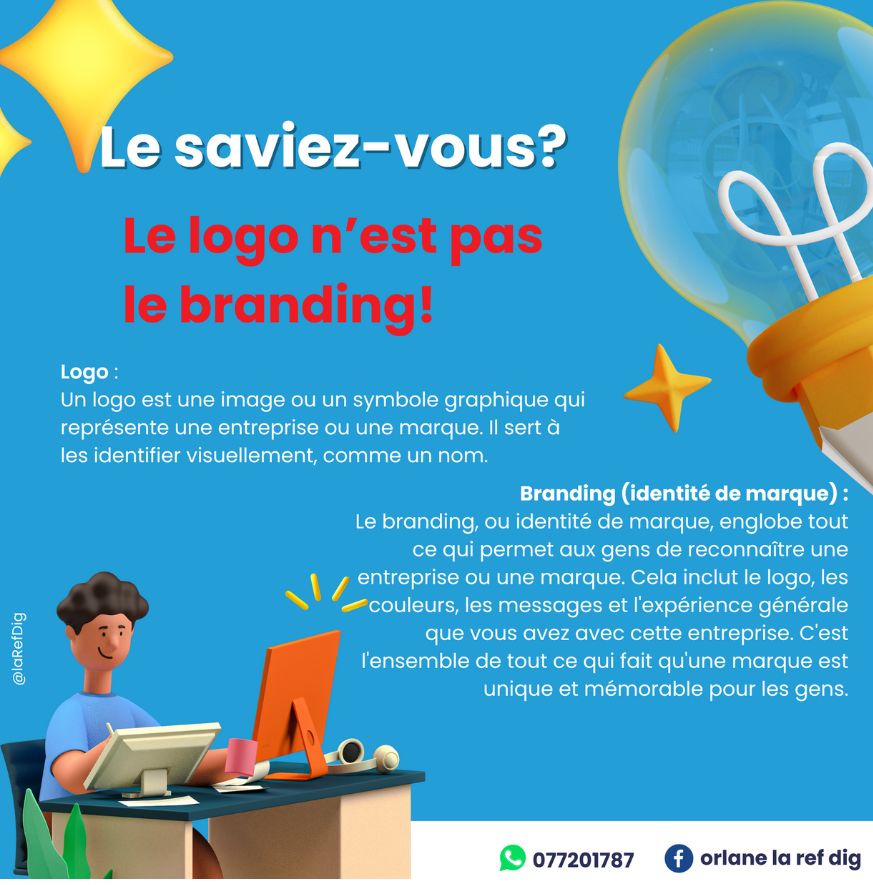 Le saviez-vous?
Le logo n’est pas
le branding!
Logo :
Un logo est une image ou un symbole graphique qui
représente une entreprise ou une marque. Il sert à
les identifier visuellement, comme un nom.
Branding (identité de marque) :
Le branding, ou identité de marque, englobe tout
ce qui permet aux gens de reconnaître une
entreprise ou une marque. Cela inclut le logo, les
couleurs, les messages et l'expérience générale
que vous avez avec cette entreprise. C'est
l'ensemble de tout ce qui fait qu'une marque est
unique et mémorable pour les gens.
@laRefDig
077201787
orlane la ref dig